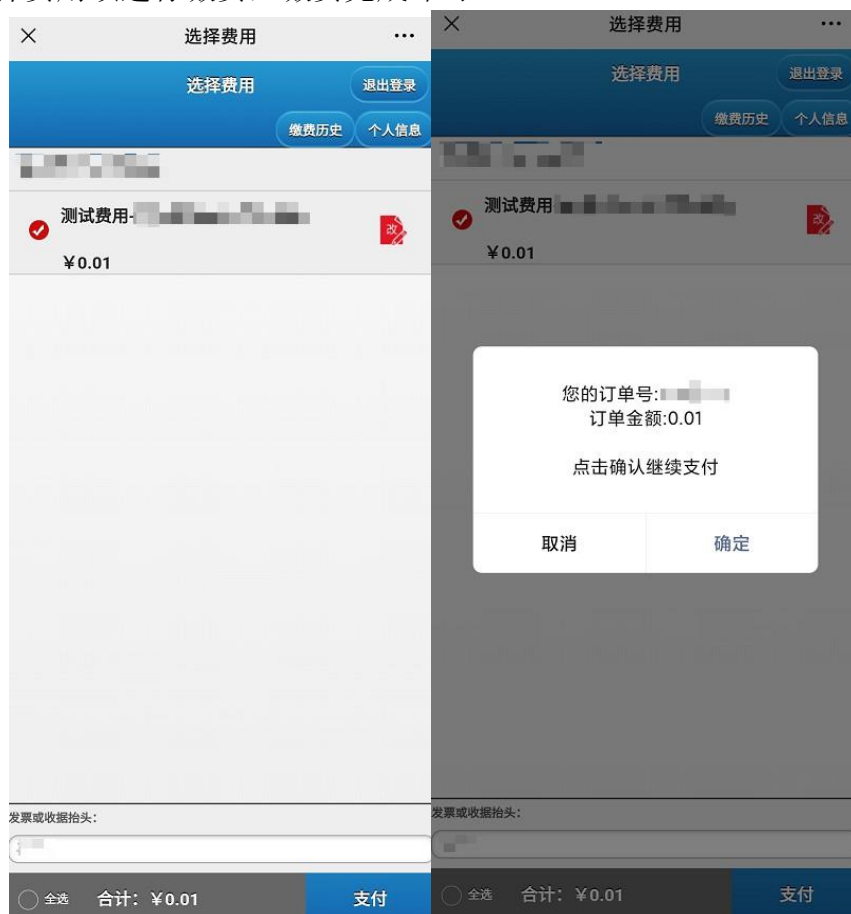 选择费用
选择费用
退出登录
缴费历史
个人信息
测试费用-
¥0.01
改
发票或收据抬头:
全选
合计: ¥0.01
支付
选择费用
选择费用
退出登录
缴费历史
个人信息
测试费用
¥0.01
改
您的订单号:
订单金额:0.01
点击确认继续支付
取消
确定
发票或收据抬头:
全选
合计: ¥0.01
支付